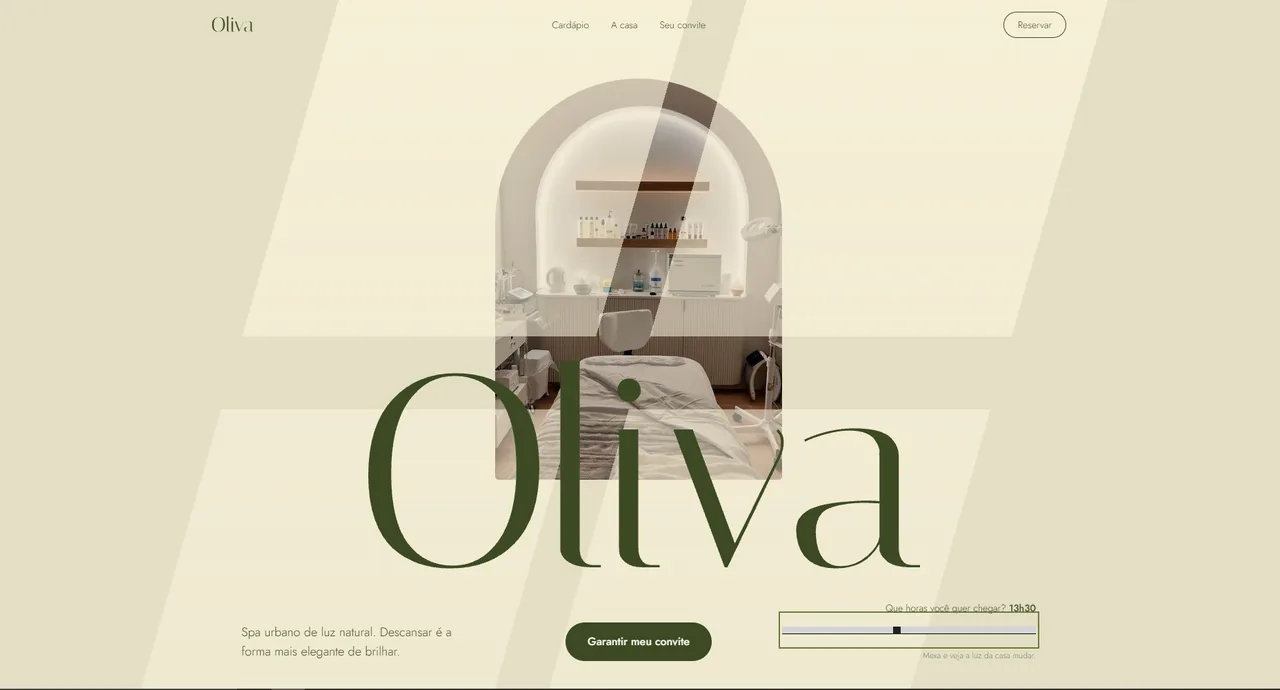 Oliva
Cardápio
A casa
Seu convite
Reservar
Oliva
Que horas você quer chegar? 13h30
Spa urbano de luz natural. Descansar é a
forma mais elegante de brilhar.
Garantir meu convite
Mexa e veja a luz da casa mudar.